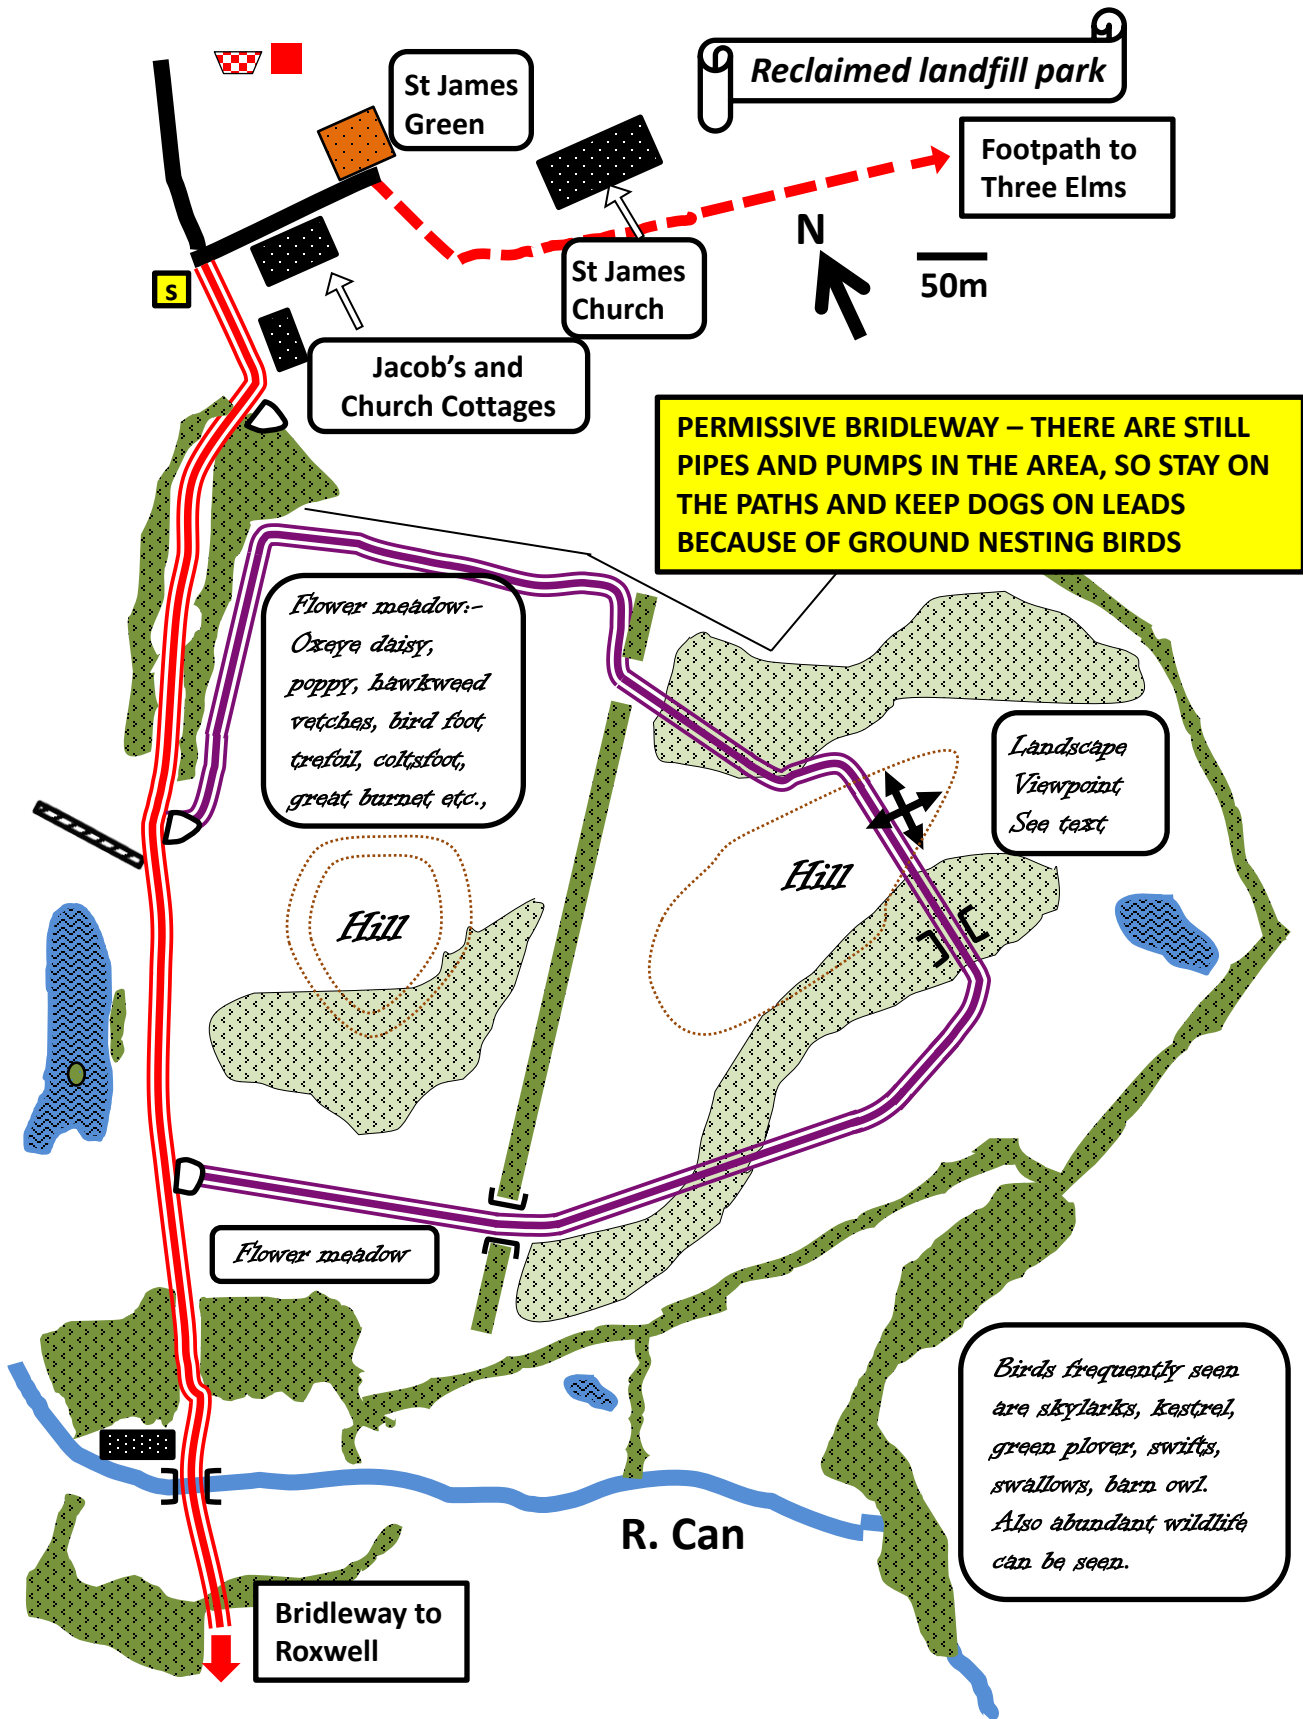 Reclaimed landfill park
St James
Green
Footpath to
Three Elms
N
50m
s
St James
Church
Jacob's and
Church Cottages
PERMISSIVE BRIDLEWAY – THERE ARE STILL
PIPES AND PUMPS IN THE AREA, SO STAY ON
THE PATHS AND KEEP DOGS ON LEADS
BECAUSE OF GROUND NESTING BIRDS
Flower meadow:-
Oxeye daisy,
poppy, hawkweed
vetches, bird foot
trefoil, coltsfoot,
great burnet etc.,
Landscape
Viewpoint
See text
Hill
Hill
Flower meadow
Birds frequently seen
are skylarks, kestrel,
green plover, swifts,
swallows, barn owl.
Also abundant wildlife
can be seen.
R. Can
Bridleway to
Roxwell